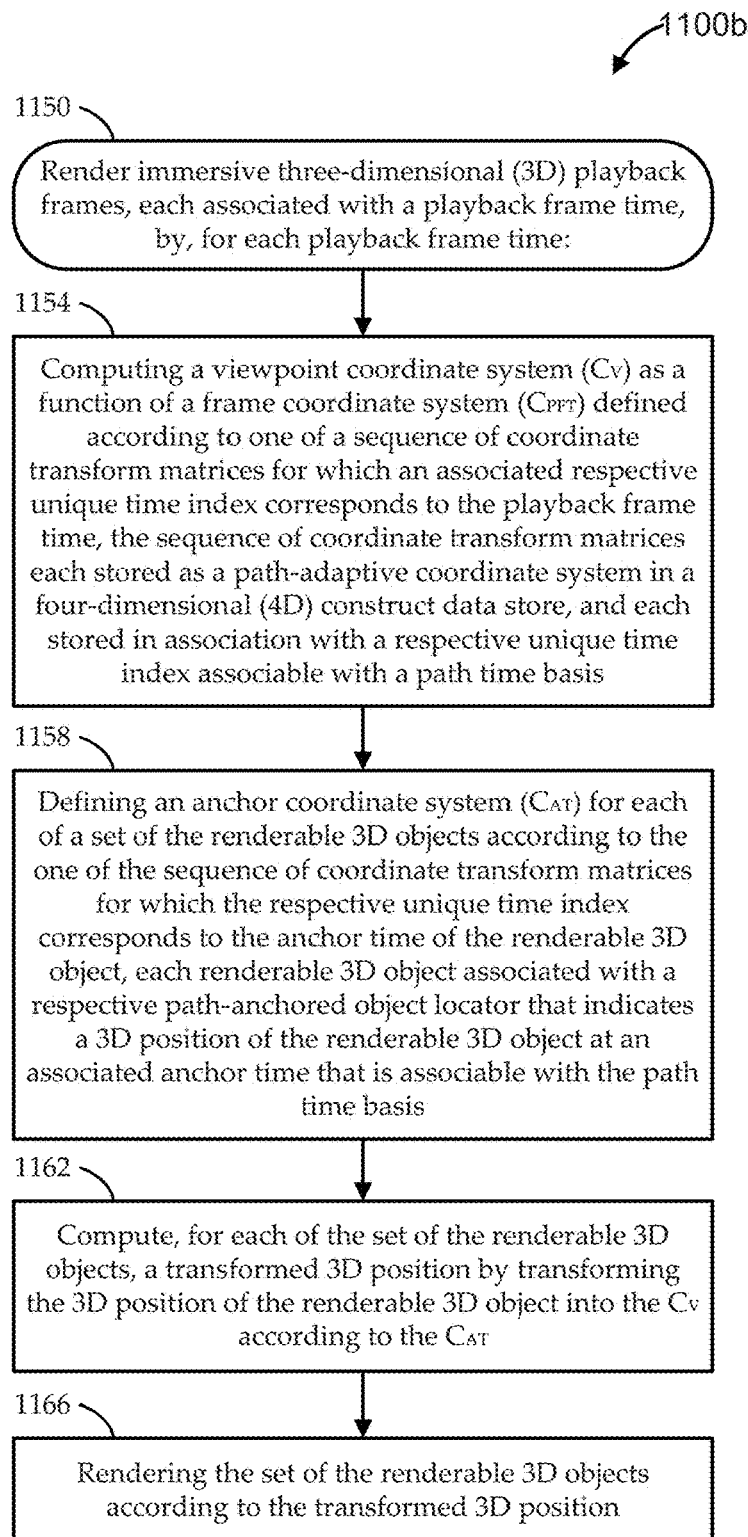 1100b
1150
Render immersive three-dimensional (3D) playback
frames, each associated with a playback frame time,
by, for each playback frame time:
1154
Computing a viewpoint coordinate system (CV) as a
function of a frame coordinate system (CPFT) defined
according to one of a sequence of coordinate
transform matrices for which an associated respective
unique time index corresponds to the playback frame
time, the sequence of coordinate transform matrices
each stored as a path-adaptive coordinate system in a
four-dimensional (4D) construct data store, and each
stored in association with a respective unique time
index associable with a path time basis
1158
Defining an anchor coordinate system (CAT) for each
of a set of the renderable 3D objects according to the
one of the sequence of coordinate transform matrices
for which the respective unique time index
corresponds to the anchor time of the renderable 3D
object, each renderable 3D object associated with a
respective path-anchored object locator that indicates
a 3D position of the renderable 3D object at an
associated anchor time that is associable with the path
time basis
1162
Compute, for each of the set of the renderable 3D
objects, a transformed 3D position by transforming
the 3D position of the renderable 3D object into the CV
according to the CAT
1166
Rendering the set of the renderable 3D objects
according to the transformed 3D position